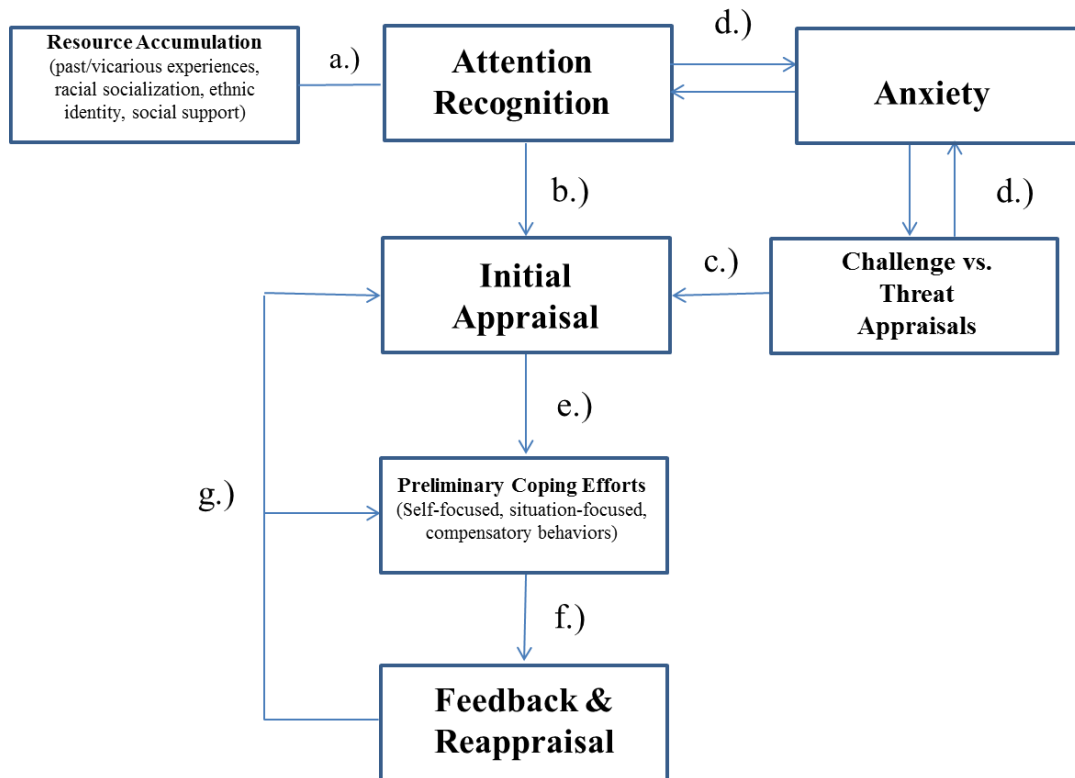 Resource Accumulation
(past/vicarious experiences,
racial socialization, ethnic
identity, social support)
a.)
Attention
Recognition
d.)
Anxiety
b.)
d.)
Initial
Appraisal
c.)
Challenge vs.
Threat
Appraisals
e.)
Preliminary Coping Efforts
(Self-focused, situation-focused,
compensatory behaviors)
g.)
f.)
Feedback &
Reappraisal